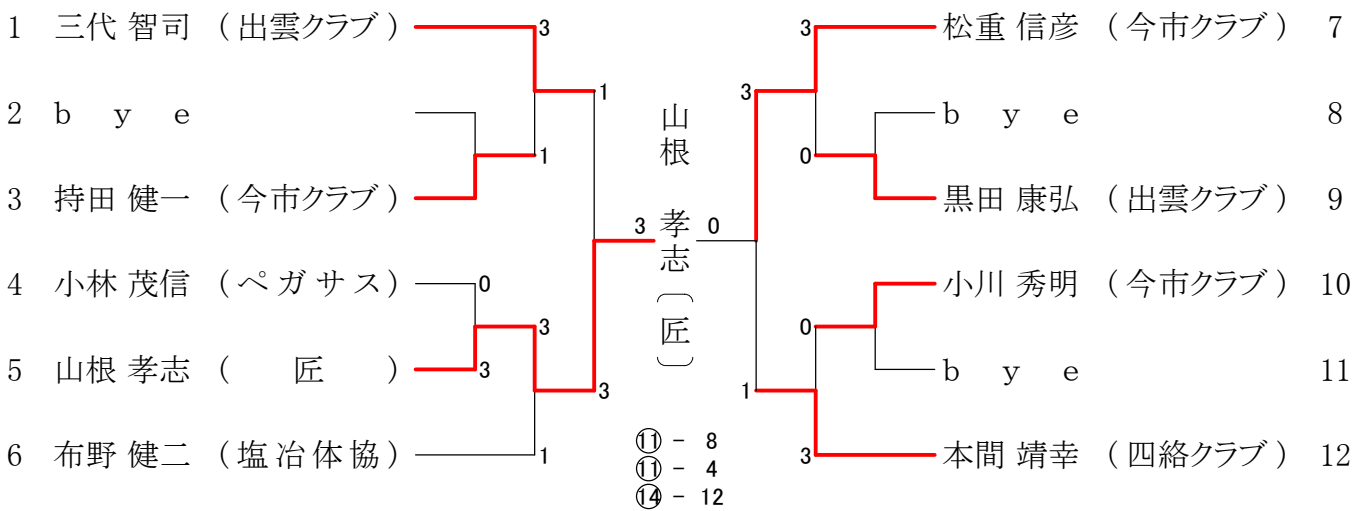 1 三代 智司 (出雲クラブ) 3
2 b y e 1
3 持田 健一 (今市クラブ) 1
4 小林 茂信 (ペガサス) 0
3
5 山根 孝志 ( 匠 ) 3
3
6 布野 健二 (塩冶体協) 1
3 山根 孝志 〔匠〕 0
⑪ - 8
⑪ - 4
⑭ - 12
3 松重 信彦 (今市クラブ) 7
3 b y e 8
0
黒田 康弘 (出雲クラブ) 9
小川 秀明 (今市クラブ) 10
0
b y e 11
1
3 本間 靖幸 (四絡クラブ) 12